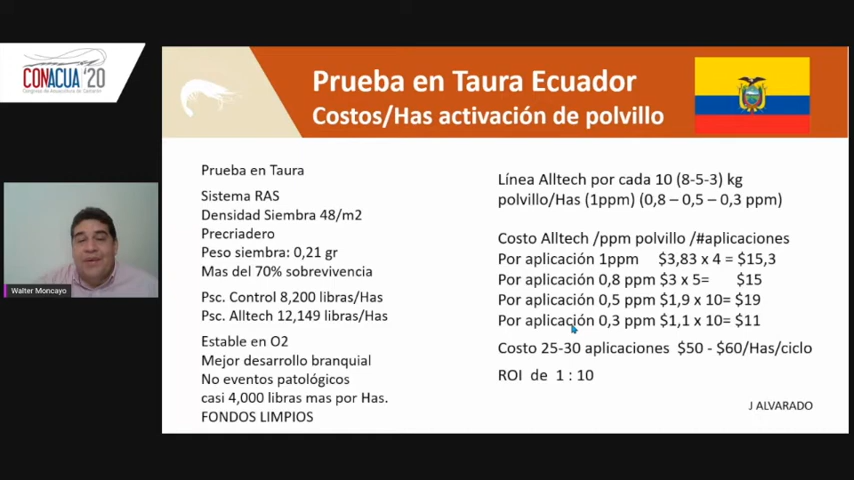 CONACUA '20
Prueba en Taura Ecuador
Costos/Has activación de polvillo
Walter Moncayo
Prueba en Taura
Sistema RAS
Densidad Siembra 48/m2
Precriadero
Peso siembra: 0,21 gr
Mas del 70% sobrevivencia
Psc. Control 8,200 libras/Has
Psc. Alltech 12,149 libras/Has
Estable en O2
Mejor desarrollo branquial
No eventos patológicos
casi 4,000 libras mas por Has.
FONDOS LIMPIOS
Línea Alltech por cada 10 (8-5-3) kg
polvillo/Has (1ppm) (0,8 – 0,5 – 0,3 ppm)
Costo Alltech /ppm polvillo /#aplicaciones
Por aplicación 1ppm $3,83 x 4 = $15,3
Por aplicación 0,8 ppm $3 x 5= $15
Por aplicación 0,5 ppm $1,9 x 10= $19
Por aplicación 0,3 ppm $1,1 x 10= $11
Costo 25-30 aplicaciones $50 - $60/Has/ciclo
ROI de 1 : 10
J ALVARADO